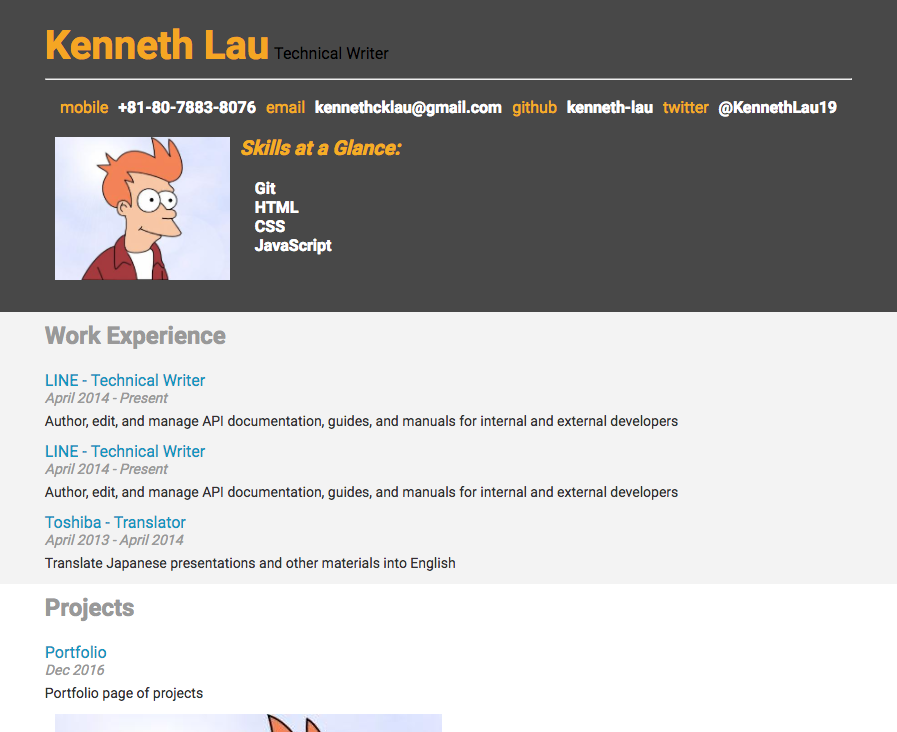 Kenneth Lau Technical Writer
mobile +81-80-7883-8076 email kennethcklau@gmail.com github kenneth-lau twitter @KennethLau19
Skills at a Glance:
Git
HTML
CSS
JavaScript
Work Experience
LINE - Technical Writer
April 2014 - Present
Author, edit, and manage API documentation, guides, and manuals for internal and external developers
LINE - Technical Writer
April 2014 - Present
Author, edit, and manage API documentation, guides, and manuals for internal and external developers
Toshiba - Translator
April 2013 - April 2014
Translate Japanese presentations and other materials into English
Projects
Portfolio
Dec 2016
Portfolio page of projects